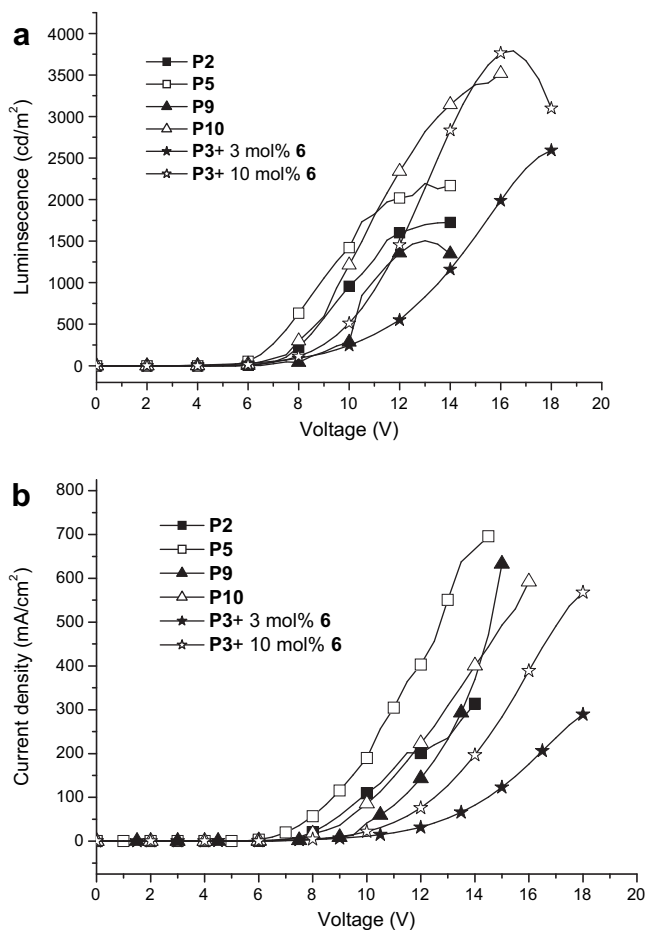 a
4000
3500
3000
2500
2000
1500
1000
500
0
Luminsecence (cd/m²)
P2
P5
P9
P10
P3+ 3 mol% 6
P3+ 10 mol% 6
0 2 4 6 8 10 12 14 16 18 20
Voltage (V)
b
800
700
600
500
400
300
200
100
0
Current density (mA/cm²)
P2
P5
P9
P10
P3+ 3 mol% 6
P3+ 10 mol% 6
0 2 4 6 8 10 12 14 16 18 20
Voltage (V)